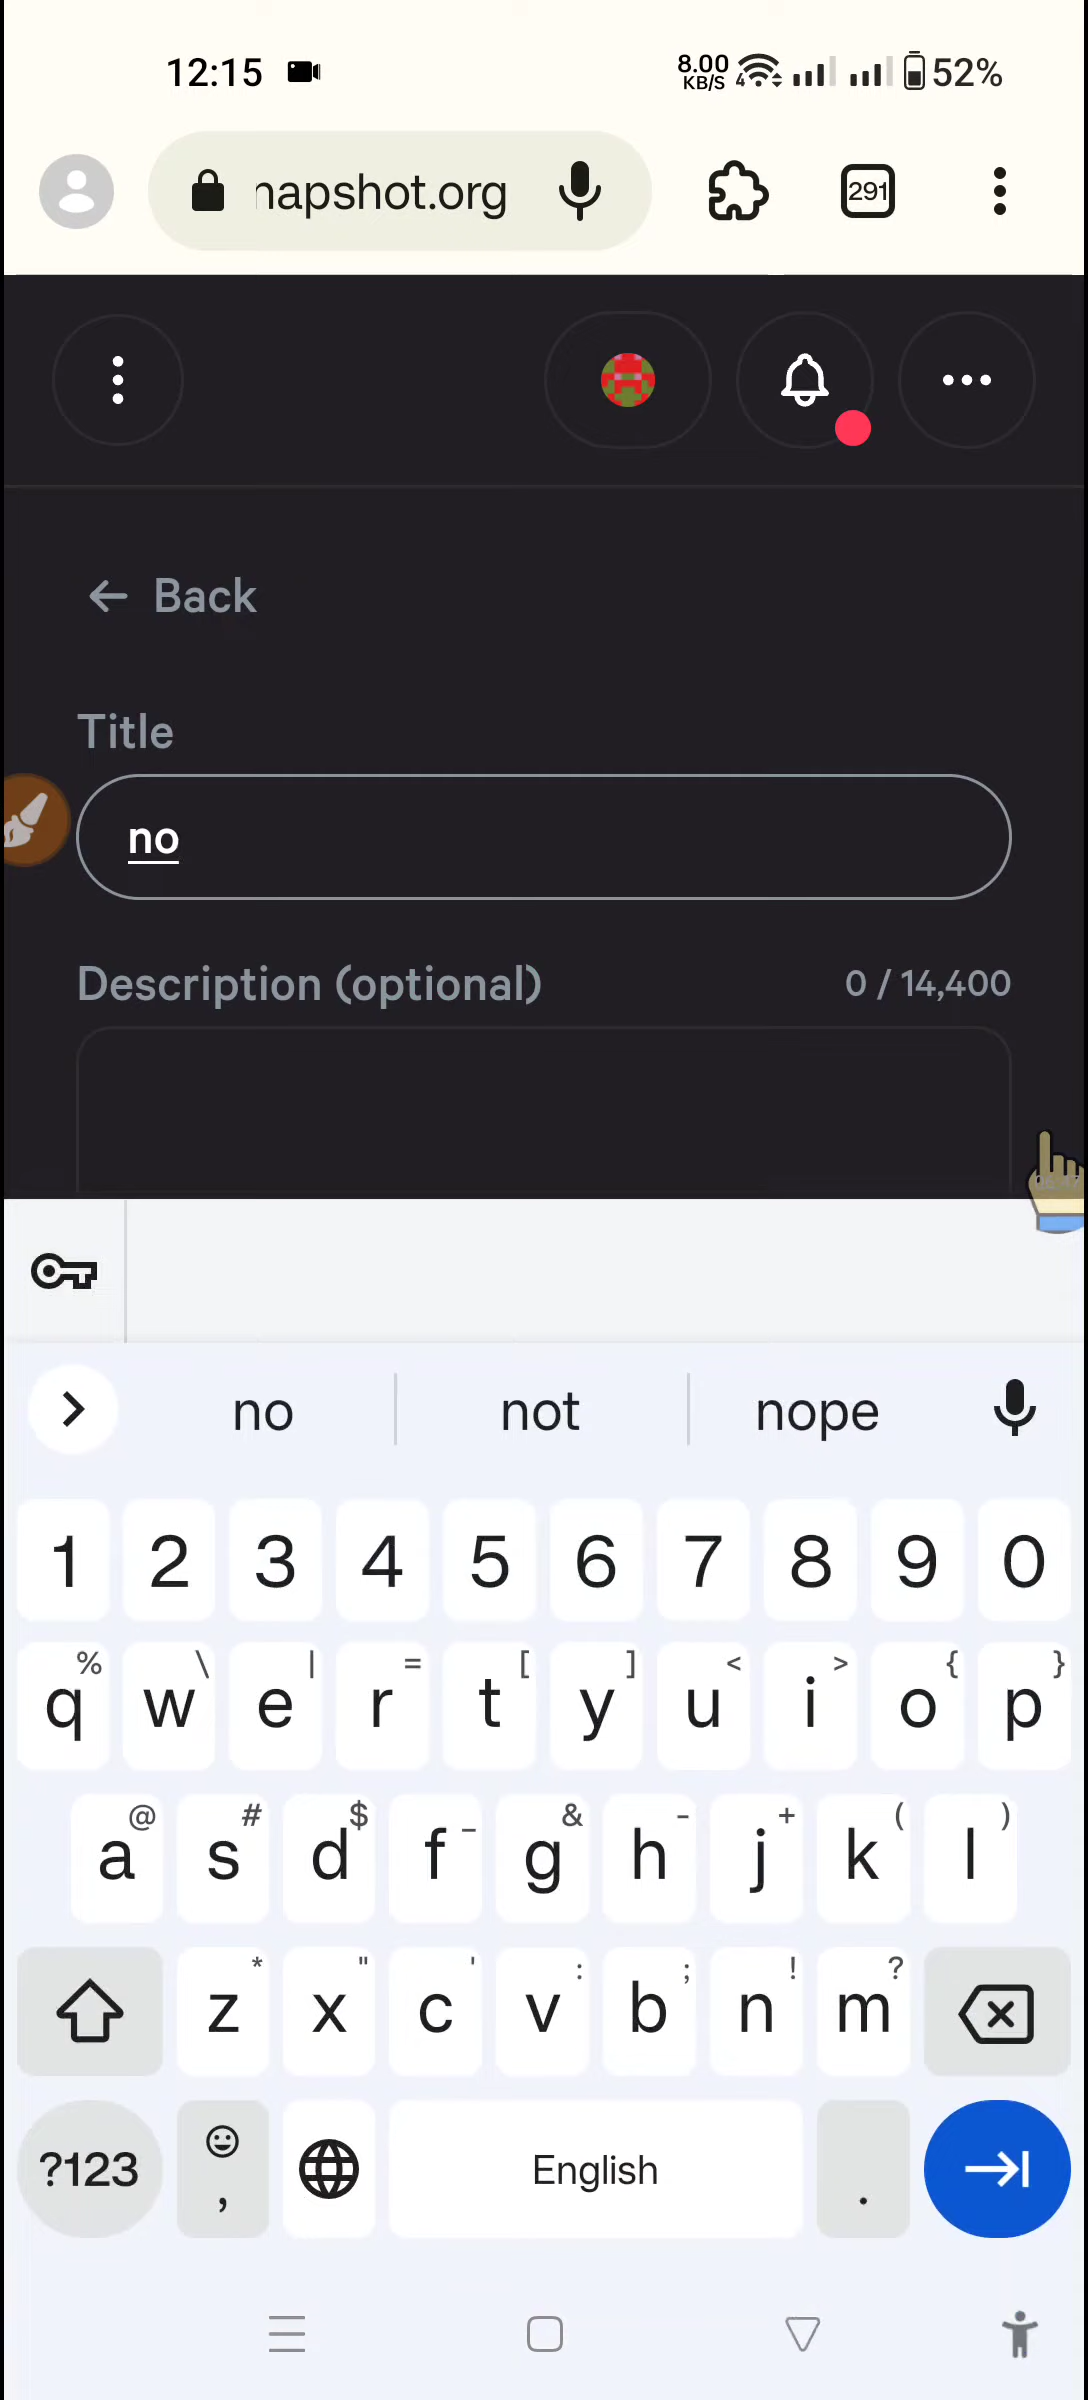 12:15 8.00 KB/S 4 52%
napshot.org 291
Back
Title
no
Description (optional) 0 / 14,400
no not nope
1 2 3 4 5 6 7 8 9 0
% \ | = [ ] < > { }
q w e r t y u i o p
@ # $ _ & - + ( )
a s d f g h j k l
* " ' : ; ! ?
z x c v b n m
?123 , English .